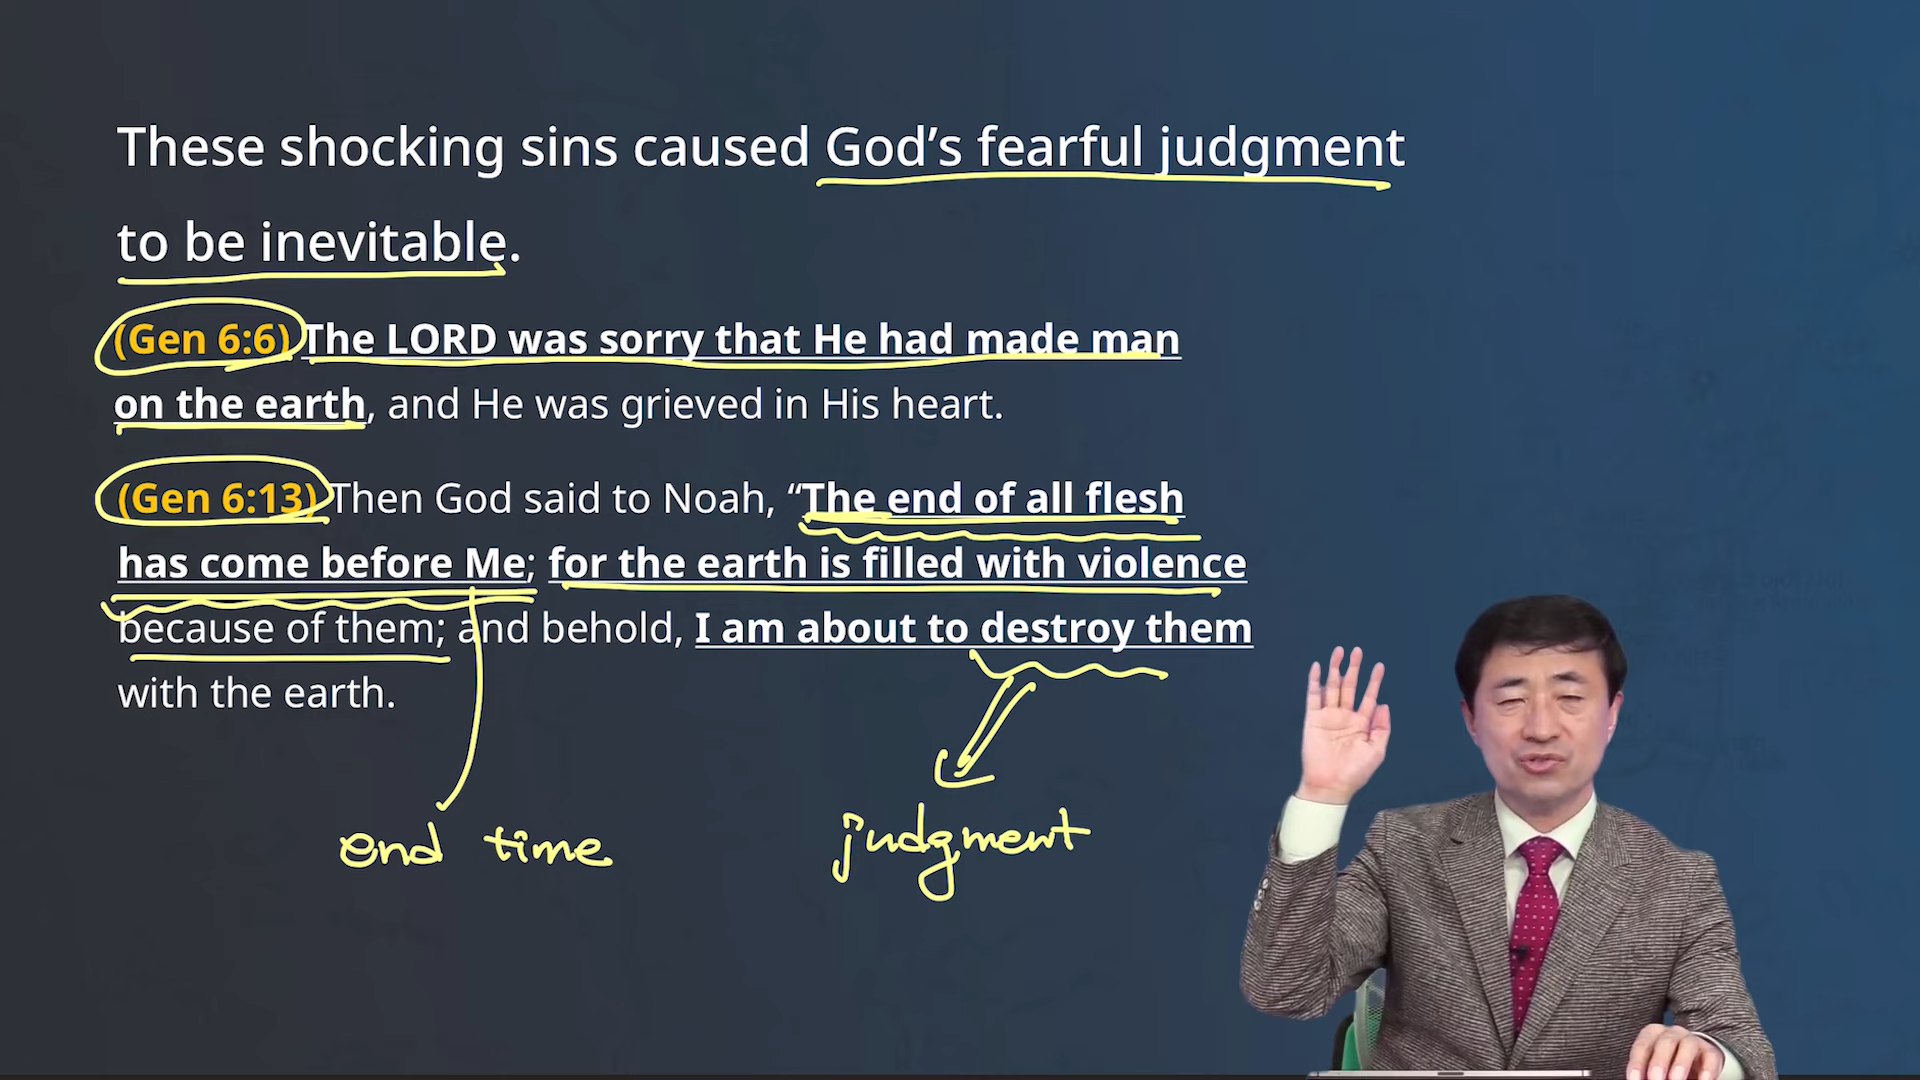 These shocking sins caused God’s fearful judgment
to be inevitable.
(Gen 6:6) The LORD was sorry that He had made man
on the earth, and He was grieved in His heart.
(Gen 6:13) Then God said to Noah, “The end of all flesh
has come before Me; for the earth is filled with violence
because of them; and behold, I am about to destroy them
with the earth.
end time
judgment